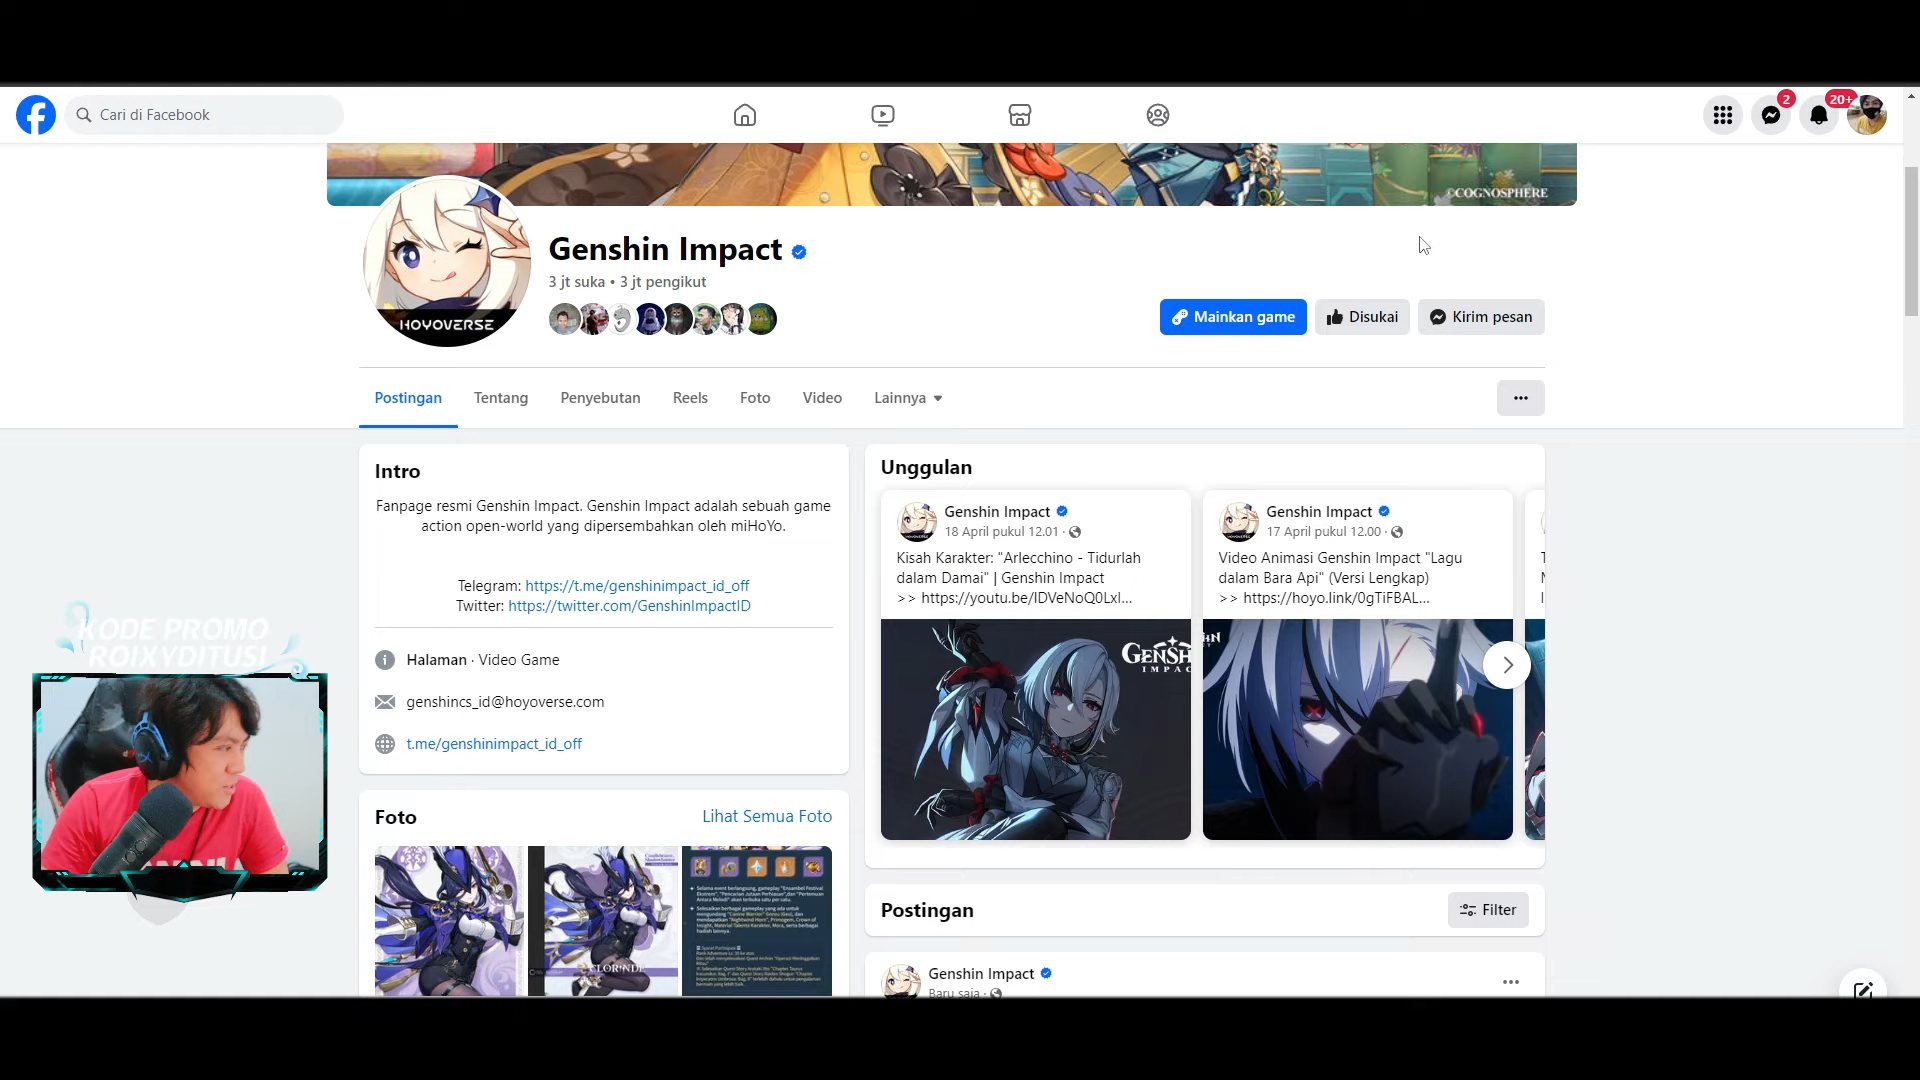 Cari di Facebook
2
20+
©COGNOSPHERE
HOYOVERSE
Genshin Impact
3 jt suka • 3 jt pengikut
Mainkan game
Disukai
Kirim pesan
Postingan
Tentang
Penyebutan
Reels
Foto
Video
Lainnya
Intro
Fanpage resmi Genshin Impact. Genshin Impact adalah sebuah game
action open-world yang dipersembahkan oleh miHoYo.
Telegram: https://t.me/genshinimpact_id_off
Twitter: https://twitter.com/GenshinImpactID
Halaman · Video Game
genshincs_id@hoyoverse.com
t.me/genshinimpact_id_off
Foto
Lihat Semua Foto
CLORINDE
Unggulan
Genshin Impact
18 April pukul 12.01 ·
Kisah Karakter: "Arlecchino - Tidurlah
dalam Damai" | Genshin Impact
>> https://youtu.be/IDVeNoQ0LxI...
GENSH
IMPAC
Genshin Impact
17 April pukul 12.00 ·
Video Animasi Genshin Impact "Lagu
dalam Bara Api" (Versi Lengkap)
>> https://hoyo.link/0gTiFBAL...
Postingan
Filter
Genshin Impact
Baru saja ·
KODE PROMO
ROIXYDITUSI